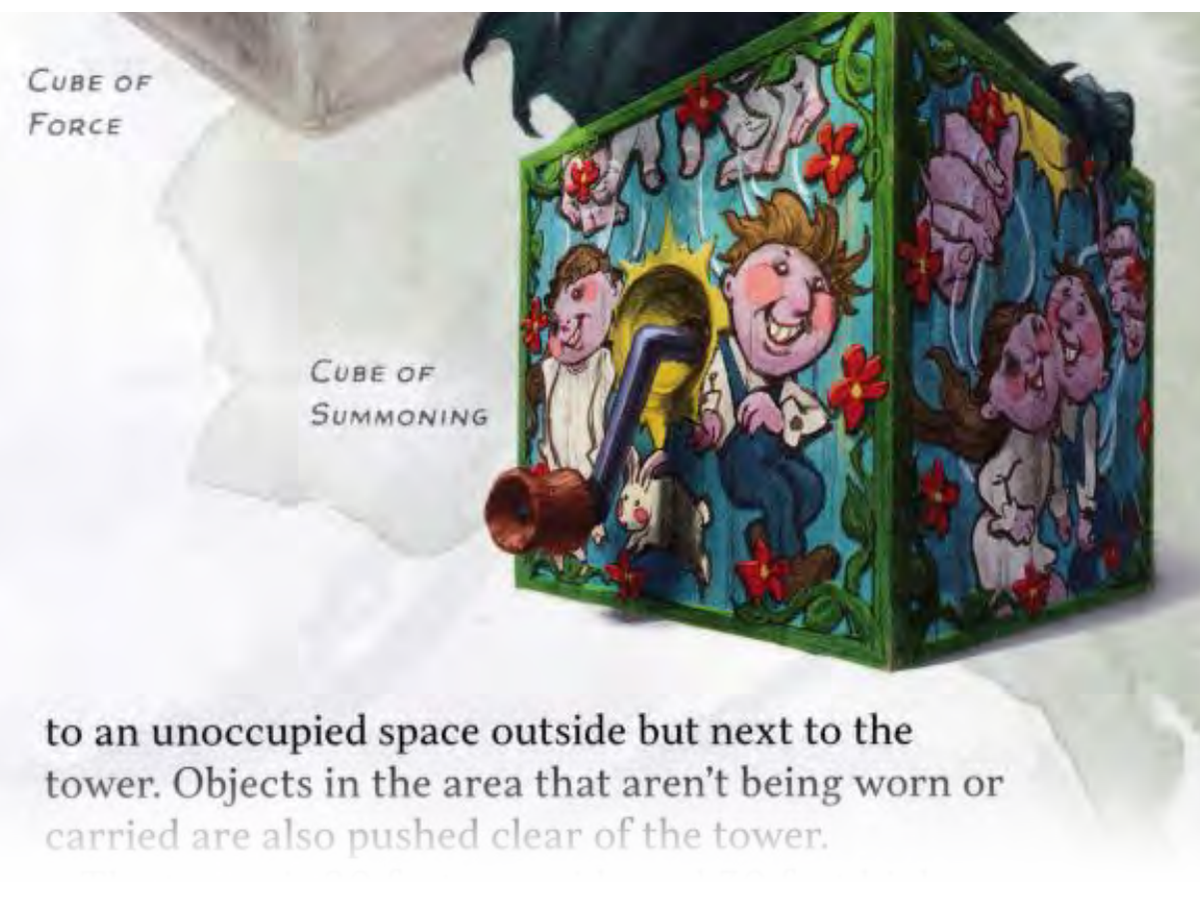 CUBE OF
FORCE
CUBE OF
SUMMONING
to an unoccupied space outside but next to the
tower. Objects in the area that aren't being worn or
carried are also pushed clear of the tower.